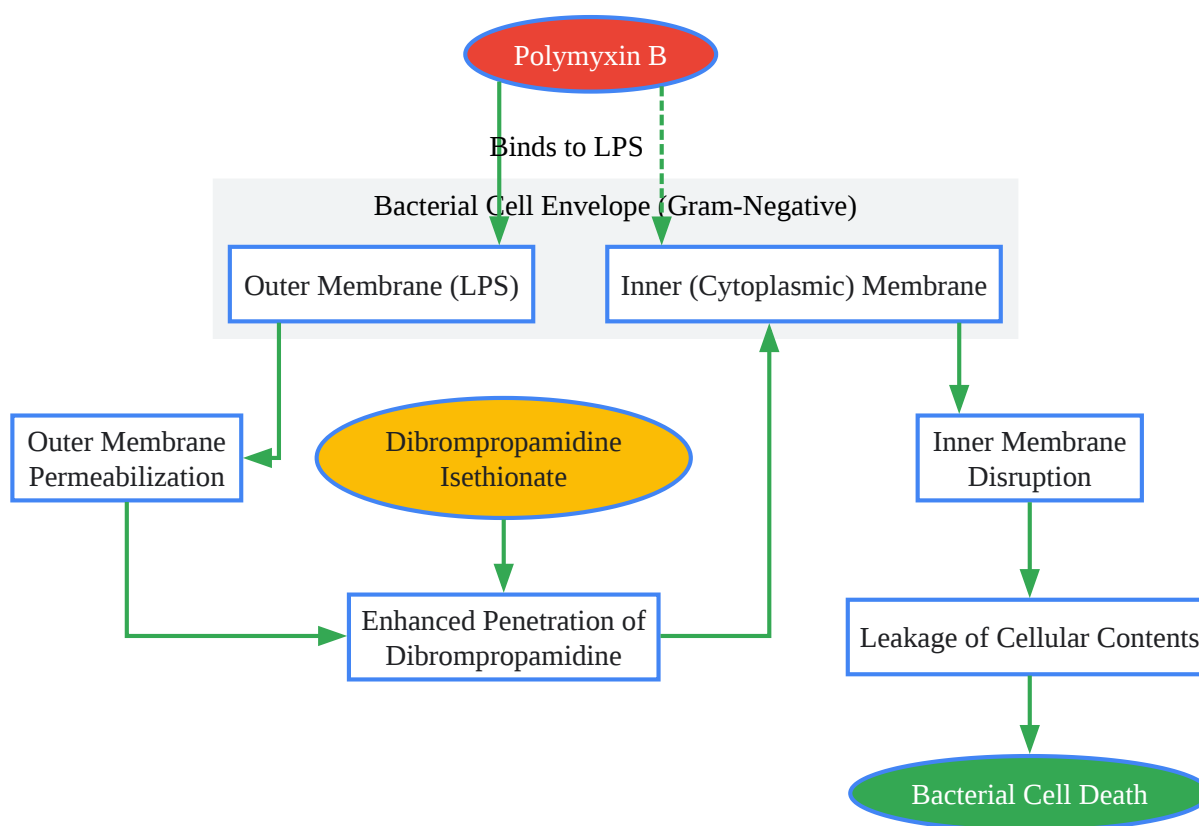 Polymyxin B
Binds to LPS
Bacterial Cell Envelope (Gram-Negative)
Outer Membrane (LPS)
Inner (Cytoplasmic) Membrane
Outer Membrane
Permeabilization
Dibrompropamidine
Isethionate
Inner Membrane
Disruption
Enhanced Penetration of
Dibrompropamidine
Leakage of Cellular Contents
Bacterial Cell Death